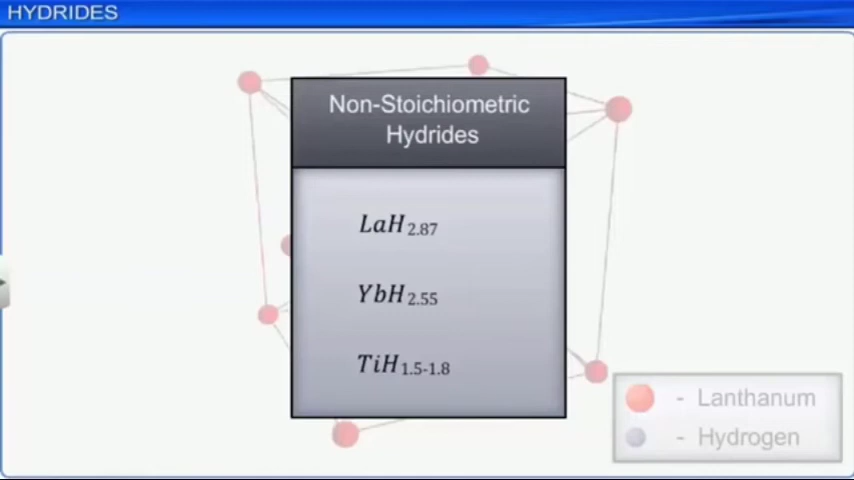 HYDRIDES
Non-Stoichiometric
Hydrides
LaH2.87
YbH2.55
TiH1.5-1.8
- Lanthanum
- Hydrogen